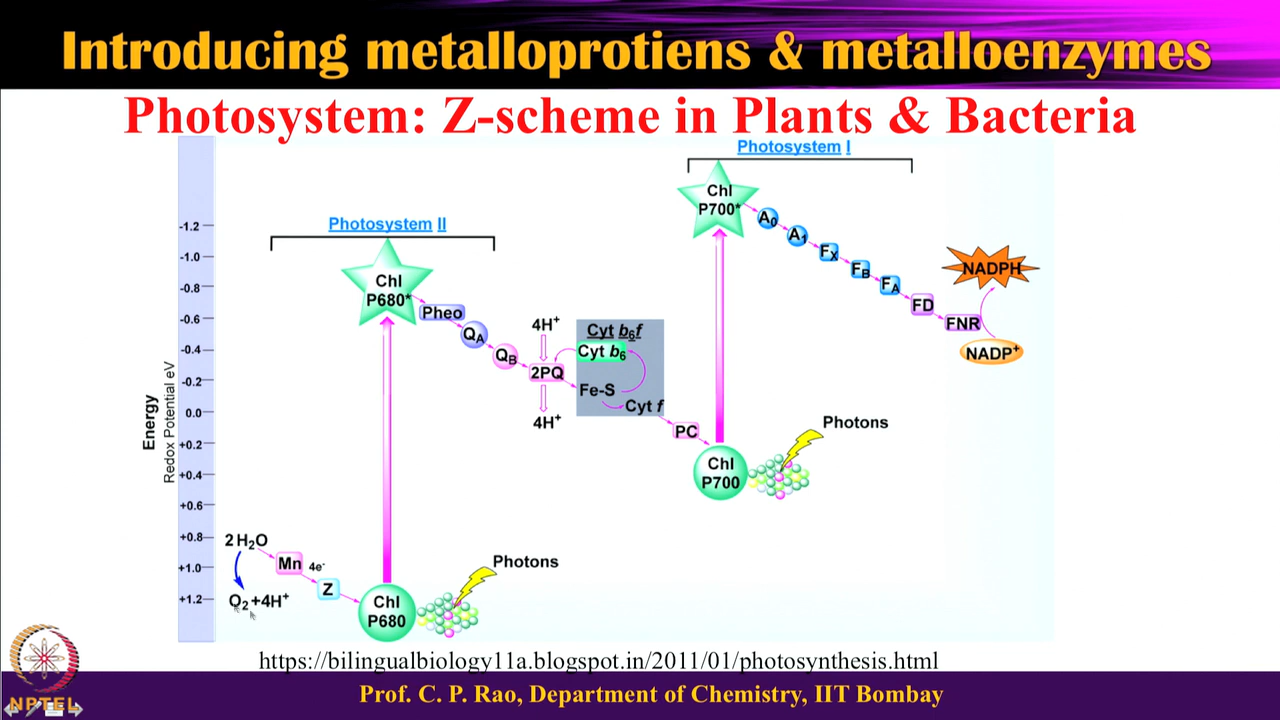 Introducing metalloprotiens & metalloenzymes
Photosystem: Z-scheme in Plants & Bacteria
Photosystem I
Photosystem II
Energy
Redox Potential eV
-1.2
-1.0
-0.8
-0.6
-0.4
-0.2
0.0
+0.2
+0.4
+0.6
+0.8
+1.0
+1.2
2H₂O
O₂+4H⁺
Mn
4e⁻
Z
Chl
P680
Photons
Chl
P680*
Pheo
QA
QB
4H⁺
2PQ
4H⁺
Cyt b₆f
Cyt b₆
Fe-S
Cyt f
PC
Chl
P700
Photons
Chl
P700*
A₀
A₁
FX
FB
FA
FD
FNR
NADPH
NADP⁺
https://bilingualbiology11a.blogspot.in/2011/01/photosynthesis.html
Prof. C. P. Rao, Department of Chemistry, IIT Bombay
NPTEL